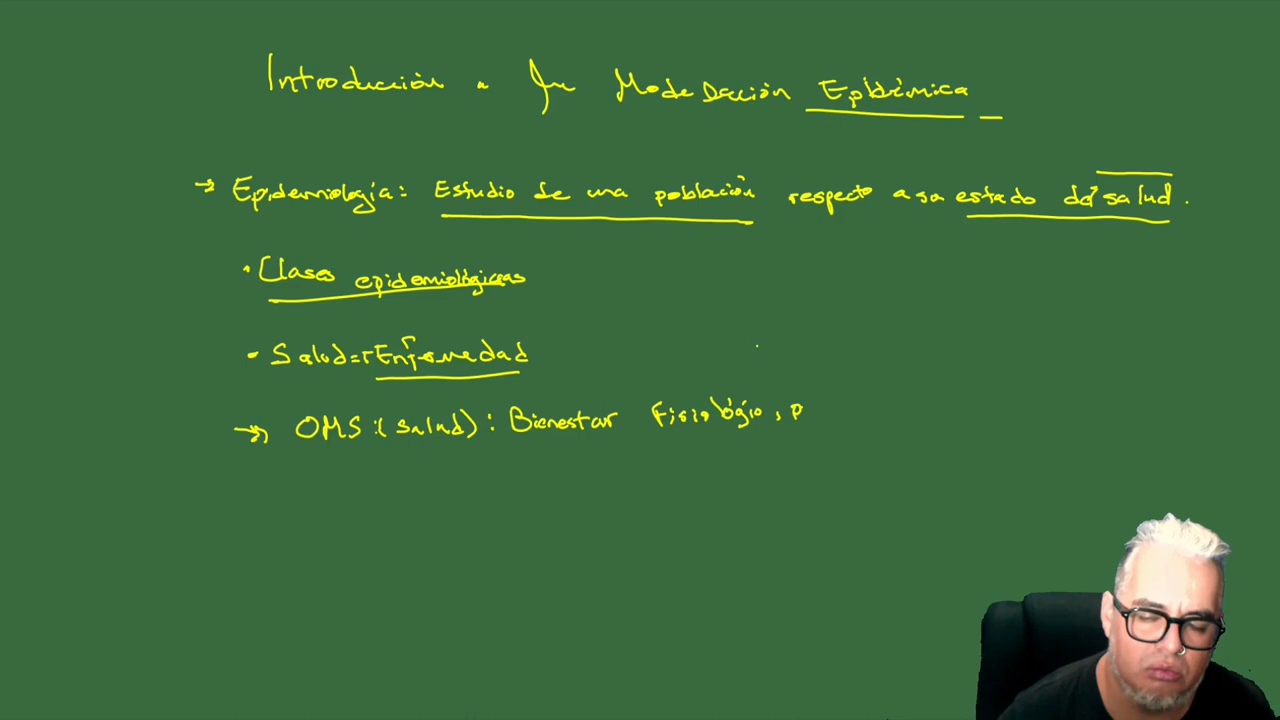 Introducción a la Modelación Epidémica
→ Epidemiología: Estudio de una población respecto a su estado de salud.
• Clases epidemiológicas
• Salud = ¬Enfermedad
→ OMS:(salud): Bienestar Fisiológio, p